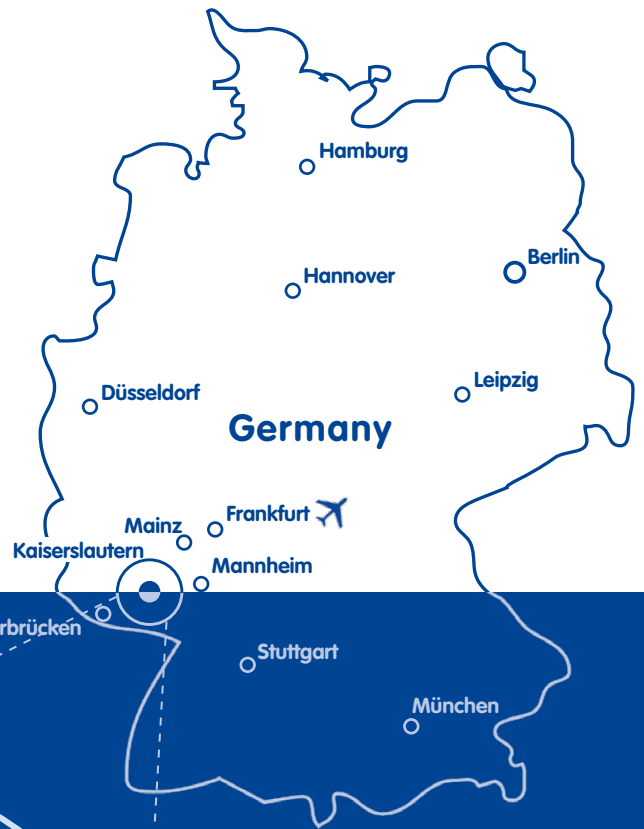 Hamburg
Berlin
Hannover
Leipzig
Düsseldorf
Germany
Frankfurt
Mainz
Kaiserslautern
Mannheim
rbrücken
Stuttgart
München